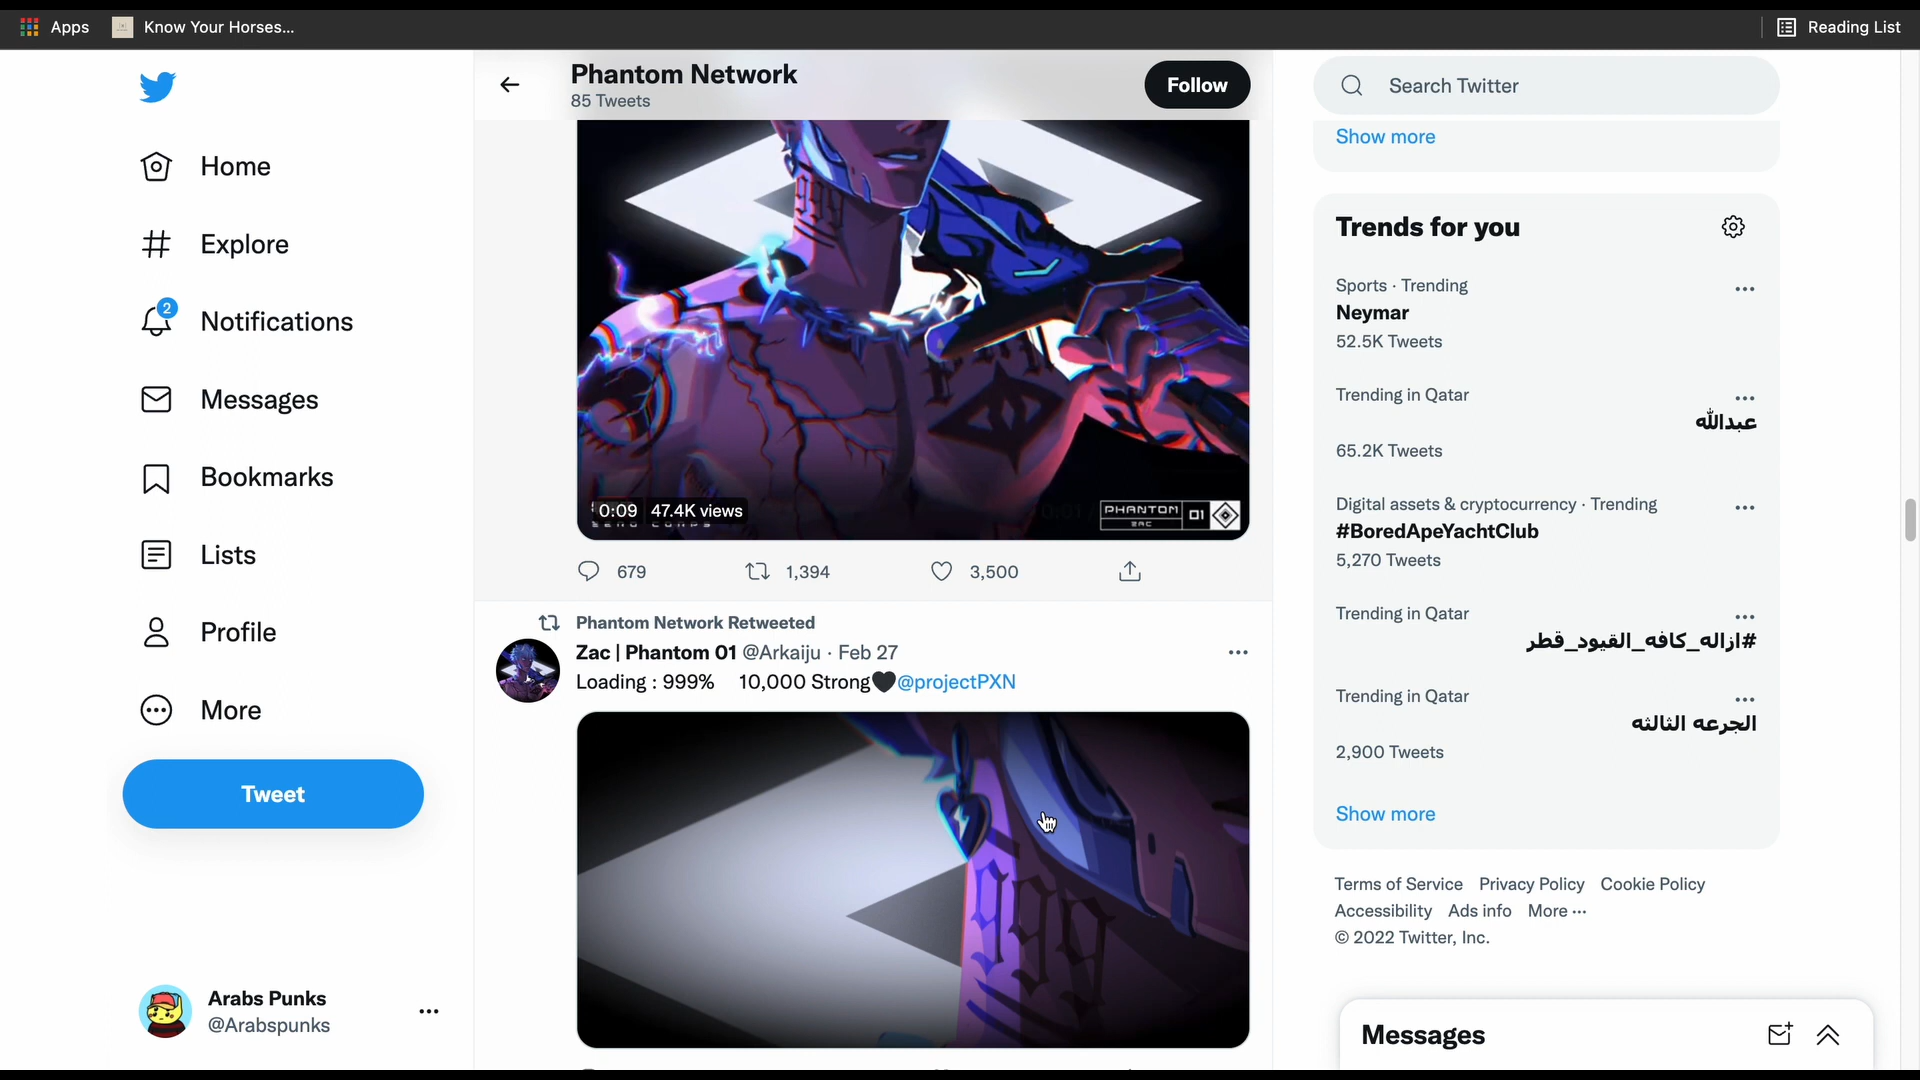 Apps
Know Your Horses...
Reading List
Home
Explore
2
Notifications
Messages
Bookmarks
Lists
Profile
More
Tweet
Arabs Punks
@Arabspunks
Phantom Network
85 Tweets
Follow
999
0:09 47.4K views
PHANTOM 01
ZAC
679 1,394 3,500
Phantom Network Retweeted
Zac | Phantom 01 @Arkaiju · Feb 27
Loading : 999% 10,000 Strong🖤@projectPXN
999
Search Twitter
Show more
Trends for you
Sports · Trending
Neymar
52.5K Tweets
Trending in Qatar
عبدالله
65.2K Tweets
Digital assets & cryptocurrency · Trending
#BoredApeYachtClub
5,270 Tweets
Trending in Qatar
#ازاله_كافه_القيود_قطر
Trending in Qatar
الجرعه الثالثه
2,900 Tweets
Show more
Terms of Service Privacy Policy Cookie Policy
Accessibility Ads info More ···
© 2022 Twitter, Inc.
Messages